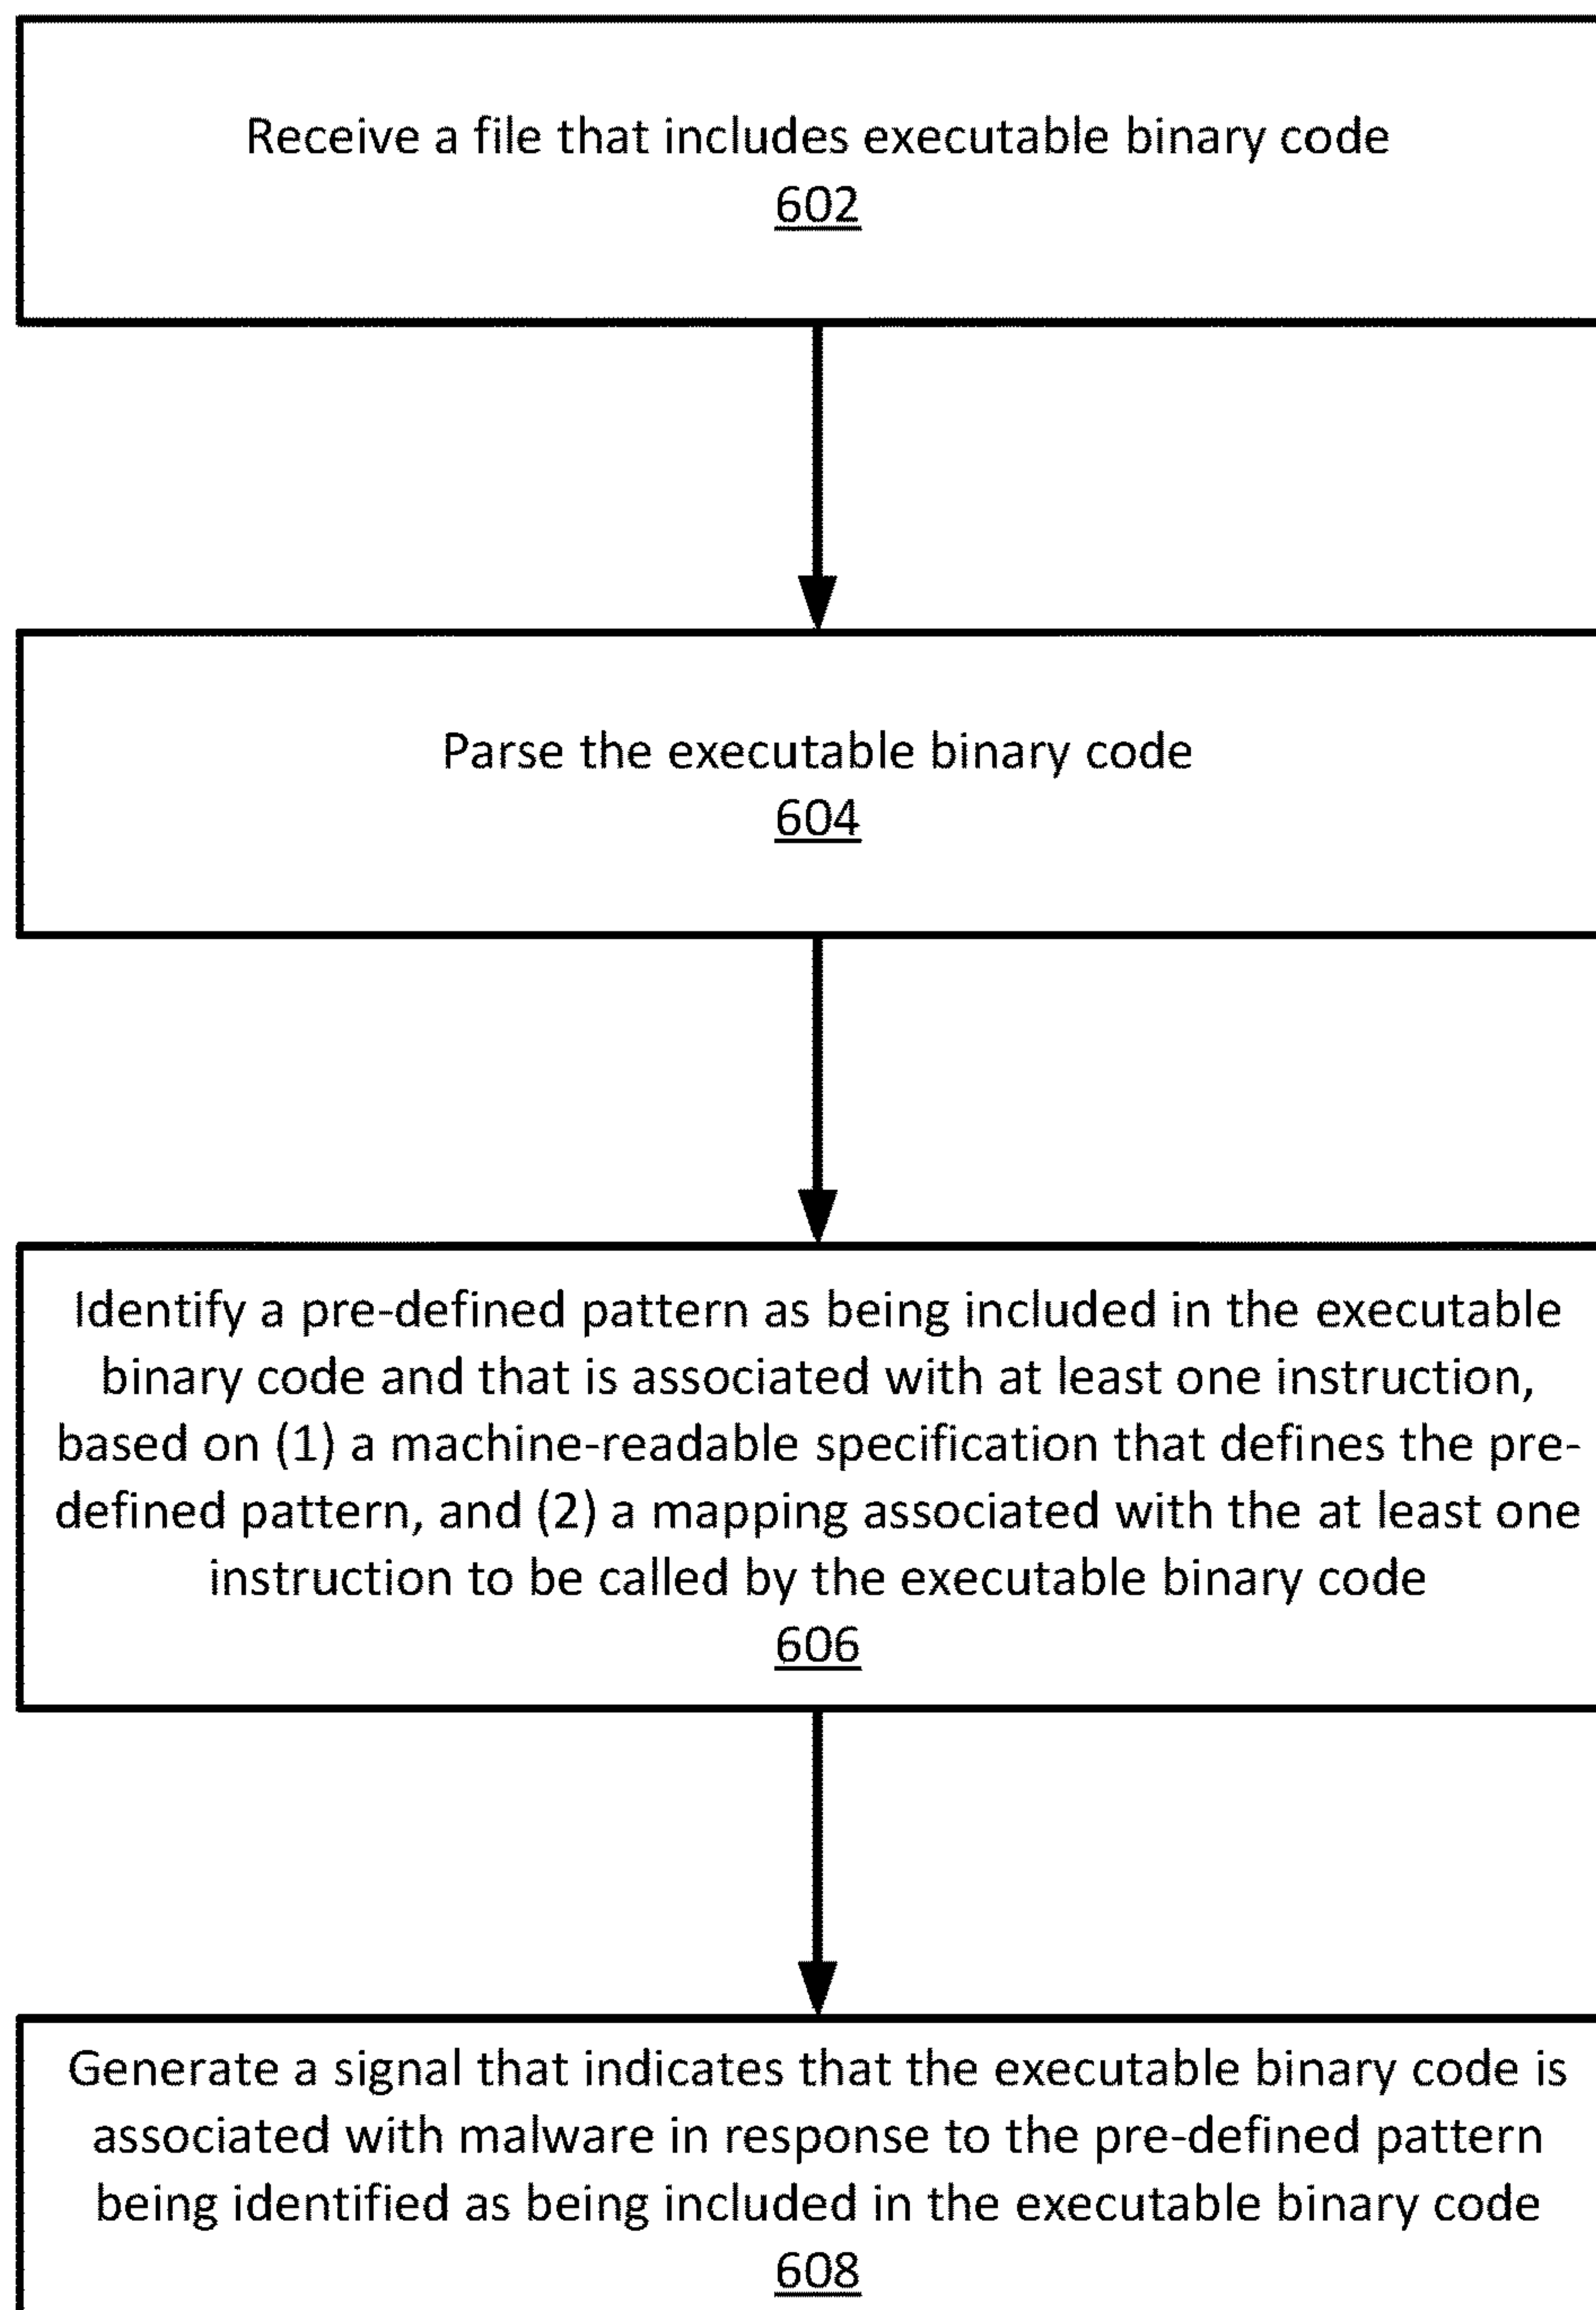 Receive a file that includes executable binary code
602
Parse the executable binary code
604
Identify a pre-defined pattern as being included in the executable
binary code and that is associated with at least one instruction,
based on (1) a machine-readable specification that defines the pre-
defined pattern, and (2) a mapping associated with the at least one
instruction to be called by the executable binary code
606
Generate a signal that indicates that the executable binary code is
associated with malware in response to the pre-defined pattern
being identified as being included in the executable binary code
608